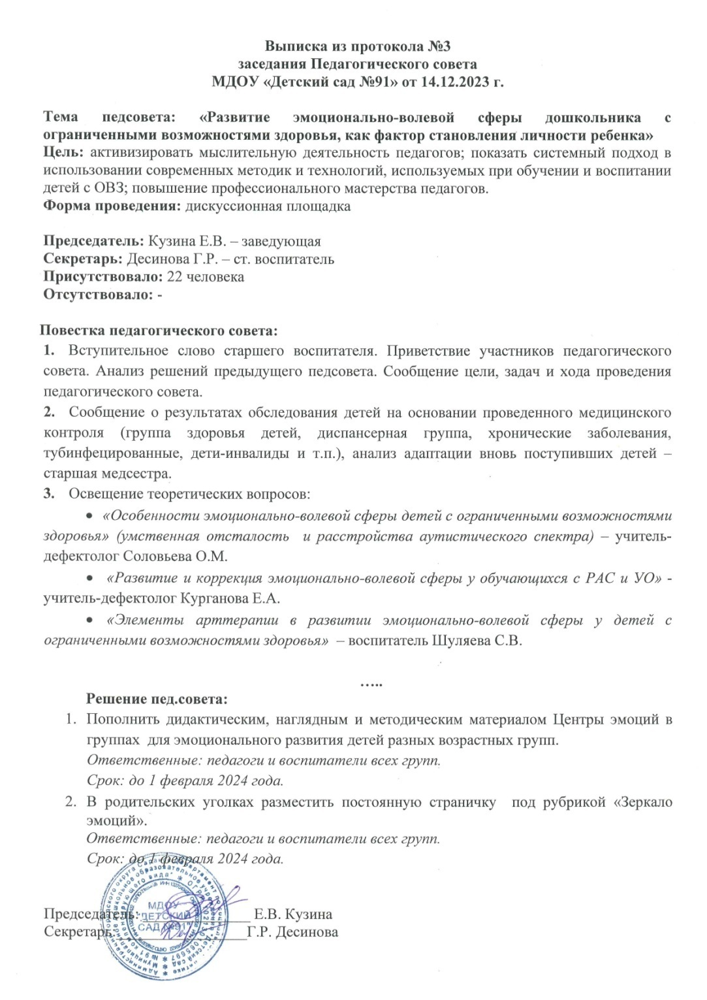 Выписка из протокола №3
заседания Педагогического совета
МДОУ «Детский сад №91» от 14.12.2023 г.
Тема педсовета: «Развитие эмоционально-волевой сферы дошкольника с
ограниченными возможностями здоровья, как фактор становления личности ребенка»
Цель: активизировать мыслительную деятельность педагогов; показать системный подход в
использовании современных методик и технологий, используемых при обучении и воспитании
детей с ОВЗ; повышение профессионального мастерства педагогов.
Форма проведения: дискуссионная площадка
Председатель: Кузина Е.В. – заведующая
Секретарь: Десинова Г.Р. – ст. воспитатель
Присутствовало: 22 человека
Отсутствовало: -
Повестка педагогического совета:
1. Вступительное слово старшего воспитателя. Приветствие участников педагогического
совета. Анализ решений предыдущего педсовета. Сообщение цели, задач и хода проведения
педагогического совета.
2. Сообщение о результатах обследования детей на основании проведенного медицинского
контроля (группа здоровья детей, диспансерная группа, хронические заболевания,
тубинфецированные, дети-инвалиды и т.п.), анализ адаптации вновь поступивших детей –
старшая медсестра.
3. Освещение теоретических вопросов:
• «Особенности эмоционально-волевой сферы детей с ограниченными возможностями
здоровья» (умственная отсталость и расстройства аутистического спектра) – учитель-
дефектолог Соловьева О.М.
• «Развитие и коррекция эмоционально-волевой сферы у обучающихся с РАС и УО» -
учитель-дефектолог Курганова Е.А.
• «Элементы арттерапии в развитии эмоционально-волевой сферы у детей с
ограниченными возможностями здоровья» – воспитатель Шуляева С.В.
…..
Решение пед.совета:
1. Пополнить дидактическим, наглядным и методическим материалом Центры эмоций в
группах для эмоционального развития детей разных возрастных групп.
Ответственные: педагоги и воспитатели всех групп.
Срок: до 1 февраля 2024 года.
2. В родительских уголках разместить постоянную страничку под рубрикой «Зеркало
эмоций».
Ответственные: педагоги и воспитатели всех групп.
Срок: до 1 февраля 2024 года.
Председатель: Е.В. Кузина
Секретарь: Г.Р. Десинова
МДОУ
"ДЕТСКИЙ
САД №91"